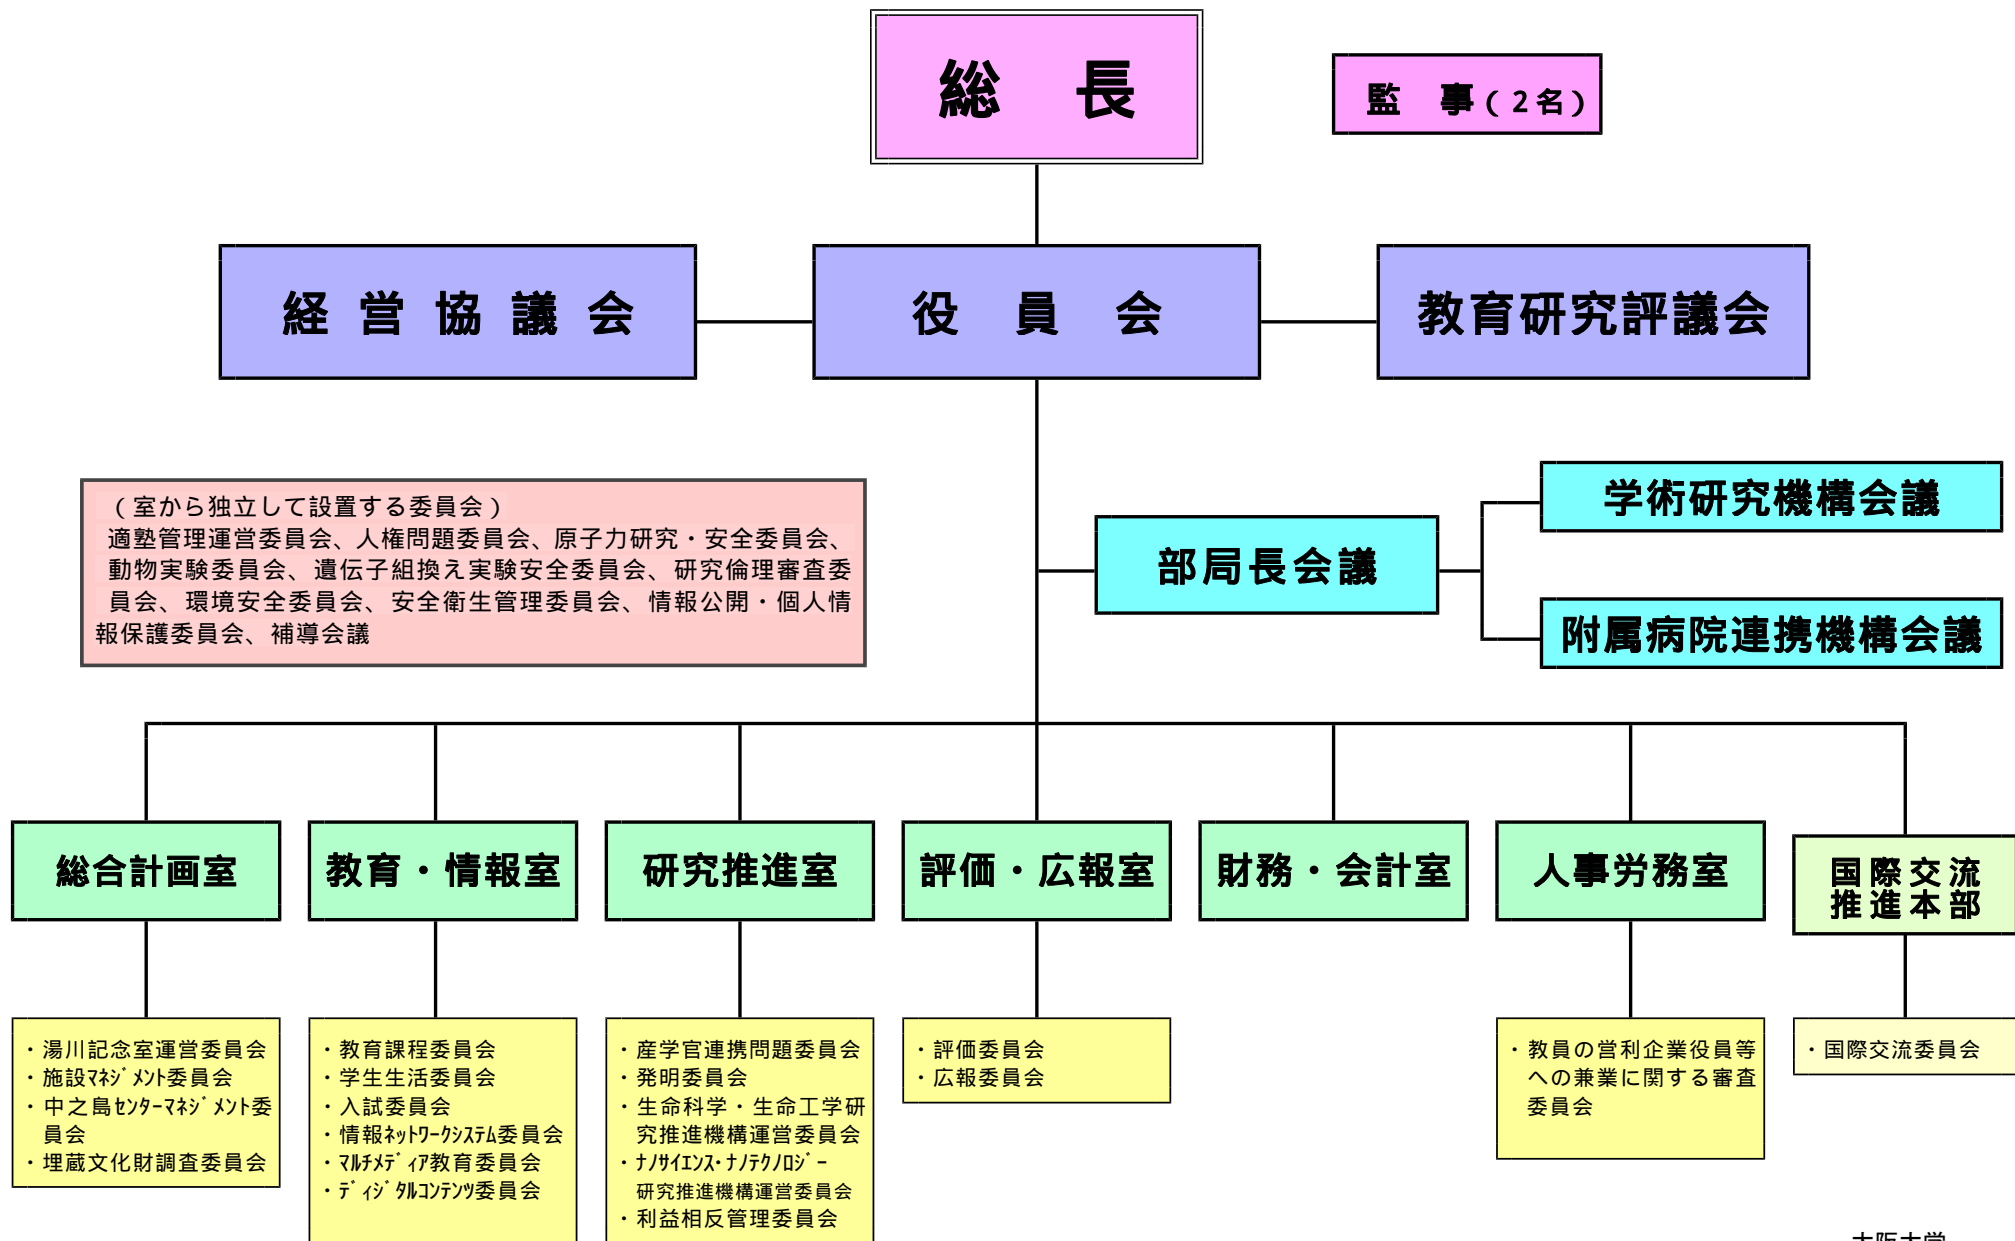 総　長
監　事（２名）
経営協議会
役　員　会
教育研究評議会
（室から独立して設置する委員会）
適塾管理運営委員会、人権問題委員会、原子力研究・安全委員会、
動物実験委員会、遺伝子組換え実験安全委員会、研究倫理審査委
員会、環境安全委員会、安全衛生管理委員会、情報公開・個人情
報保護委員会、補導会議
学術研究機構会議
部局長会議
附属病院連携機構会議
総合計画室
教育・情報室
研究推進室
評価・広報室
財務・会計室
人事労務室
国際交流
推進本部
・湯川記念室運営委員会
・施設ﾏﾈｼﾞﾒﾝﾄ委員会
・中之島ｾﾝﾀｰﾏﾈｼﾞﾒﾝﾄ委
員会
・埋蔵文化財調査委員会
・教育課程委員会
・学生生活委員会
・入試委員会
・情報ﾈｯﾄﾜｰｸｼｽﾃﾑ委員会
・ﾏﾙﾁﾒﾃﾞｨｱ教育委員会
・ﾃﾞｨｼﾞﾀﾙｺﾝﾃﾝﾂ委員会
・産学官連携問題委員会
・発明委員会
・生命科学・生命工学研
究推進機構運営委員会
・ﾅﾉｻｲｴﾝｽ・ﾅﾉﾃｸﾉﾛｼﾞｰ
研究推進機構運営委員会
・利益相反管理委員会
・評価委員会
・広報委員会
・教員の営利企業役員等
への兼業に関する審査
委員会
・国際交流委員会
大阪大学